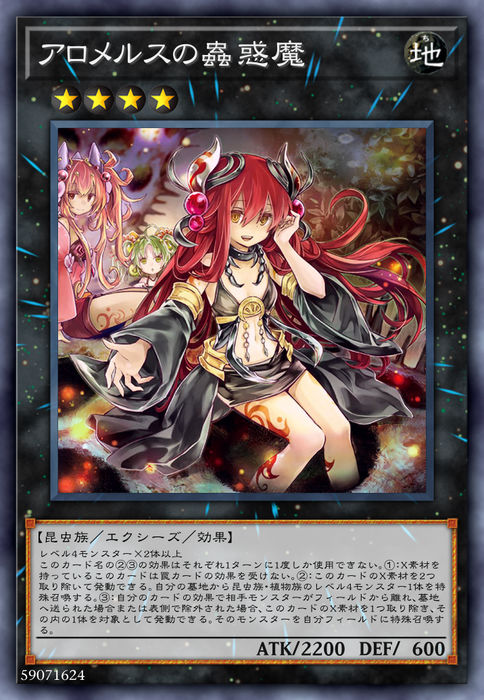 アロメルスの蟲惑魔
地
ち
【昆虫族／エクシーズ／効果】
レベル4モンスター×2体以上
このカード名の②③の効果はそれぞれ1ターンに1度しか使用できない。①：X素材を
持っているこのカードは罠カードの効果を受けない。②：このカードのX素材を2つ
取り除いて発動できる。自分の墓地から昆虫族・植物族のレベル4モンスター1体を特
殊召喚する。③：自分のカードの効果で相手モンスターがフィールドから離れ、墓地
へ送られた場合または表側で除外された場合、このカードのX素材を1つ取り除き、そ
の内の1体を対象として発動できる。そのモンスターを自分フィールドに特殊召喚す
る。
ATK/2200 DEF/ 600
59071624